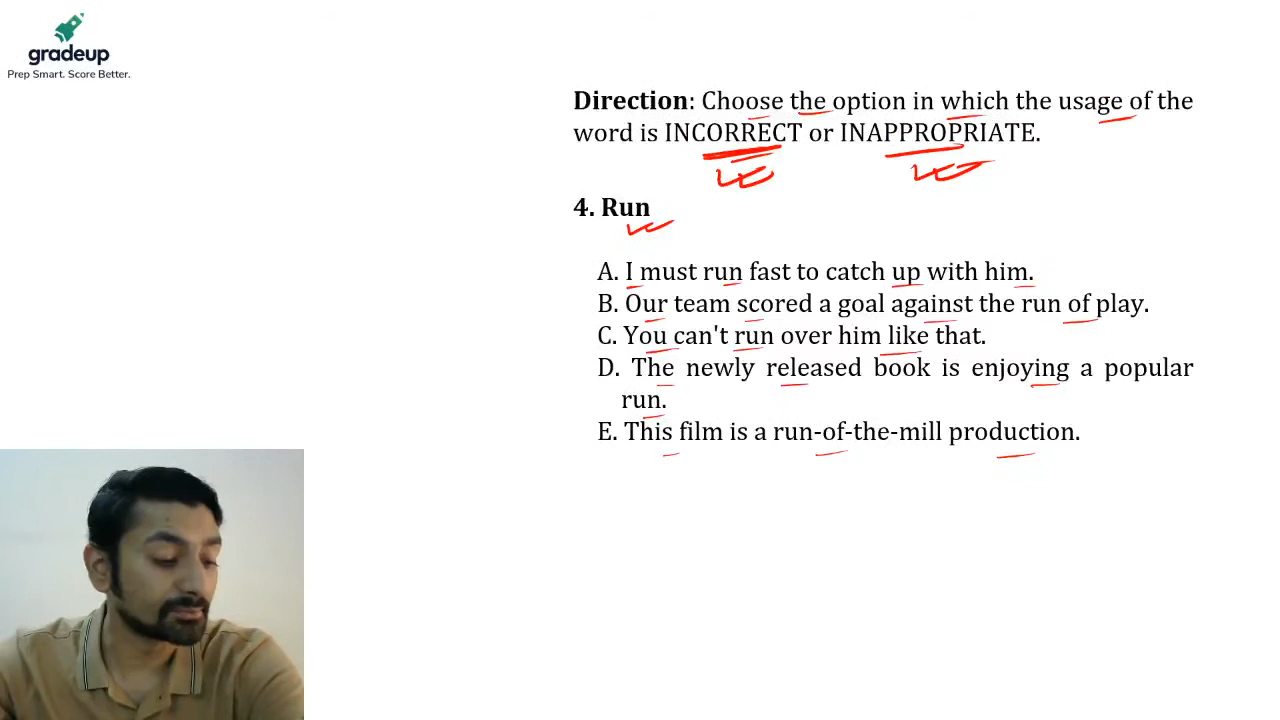 gradeup
Prep Smart. Score Better.
Direction: Choose the option in which the usage of the
word is INCORRECT or INAPPROPRIATE.
4. Run
A. I must run fast to catch up with him.
B. Our team scored a goal against the run of play.
C. You can't run over him like that.
D. The newly released book is enjoying a popular
run.
E. This film is a run-of-the-mill production.